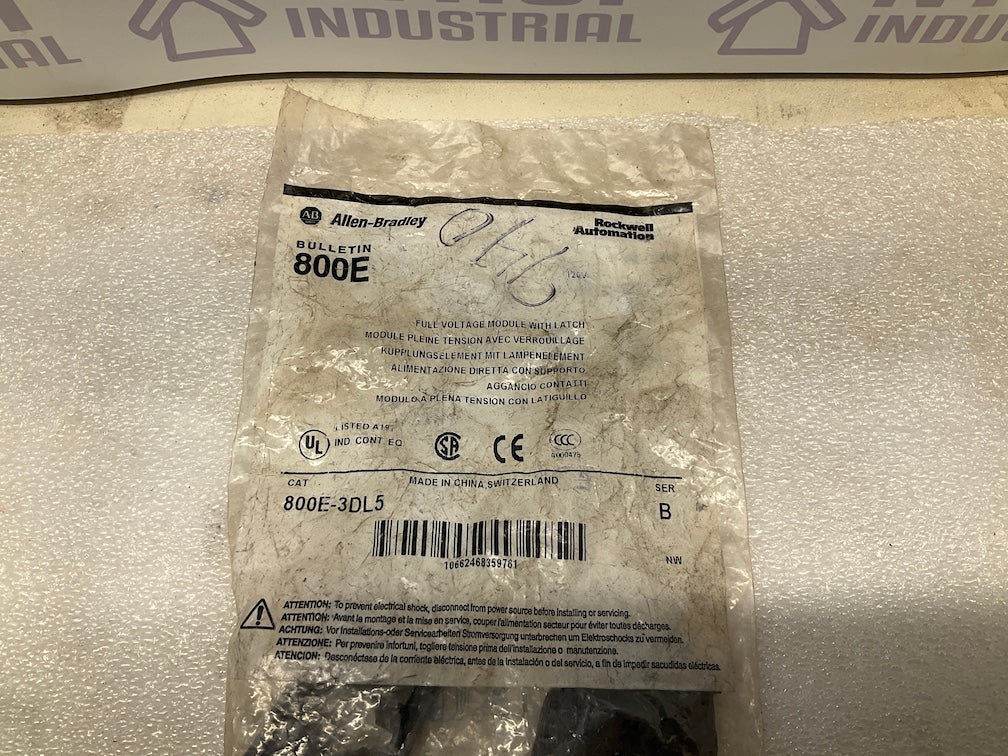 INDUSTRIAL
INDUSTRIAL
AB Allen-Bradley
Rockwell
Automation
BULLETIN
800E
120V
FULL VOLTAGE MODULE WITH LATCH
MODULE PLEINE TENSION AVEC VERROUILLAGE
KUPPLUNGSELEMENT MIT LAMPENELEMENT
ALIMENTAZIONE DIRETTA CON SUPPORTO
AGGANCIO CONTATTI
MODULO A PLENA TENSION CON LATIGUILLO
UL LISTED
IND. CONT. EQ.
SA CE CCC
MADE IN CHINA, SWITZERLAND
CAT
800E-3DL5
SER
B
10662468359761
NW
ATTENTION: To prevent electrical shock, disconnect from power source before installing or servicing.
ATTENTION: Avant le montage et la mise en service, couper l'alimentation secteur pour éviter toutes décharges.
ACHTUNG: Vor Installations-oder Servicearbeiten Stromversorgung unterbrechen um Elektroschocks zu vermeiden.
ATTENZIONE: Per prevenire infortuni, togliere tensione prima dell'installazione o manutenzione.
ATENCION: Desconéctese de la corriente eléctrica, antes de la instalación o del servicio, a fin de impedir sacudidas eléctricas.